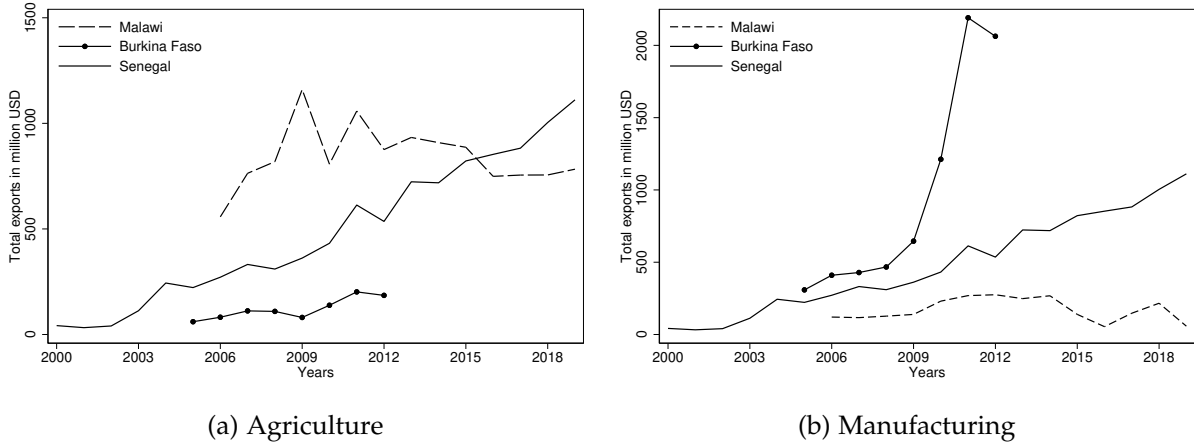 Total exports in million USD
0
500
1000
1500
Malawi
Burkina Faso
Senegal
2000
2003
2006
2009
2012
2015
2018
Years
(a) Agriculture
Total exports in million USD
0
500
1000
1500
2000
Malawi
Burkina Faso
Senegal
2000
2003
2006
2009
2012
2015
2018
Years
(b) Manufacturing